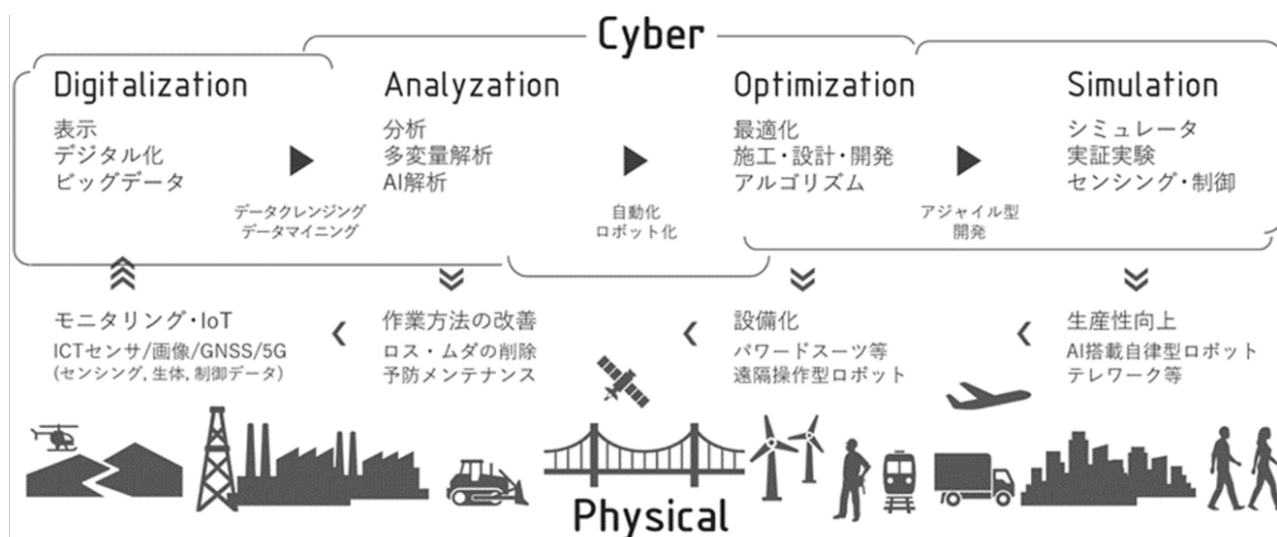 Cyber
Digitalization
表示
デジタル化
ビッグデータ
データクレンジング
データマイニング
Analyzation
分析
多変量解析
AI解析
自動化
ロボット化
Optimization
最適化
施工・設計・開発
アルゴリズム
アジャイル型
開発
Simulation
シミュレータ
実証実験
センシング・制御
モニタリング・IoT
ICTセンサ/画像/GNSS/5G
(センシング, 生体, 制御データ)
作業方法の改善
ロス・ムダの削除
予防メンテナンス
設備化
パワードスーツ等
遠隔操作型ロボット
生産性向上
AI搭載自律型ロボット
テレワーク等
Physical